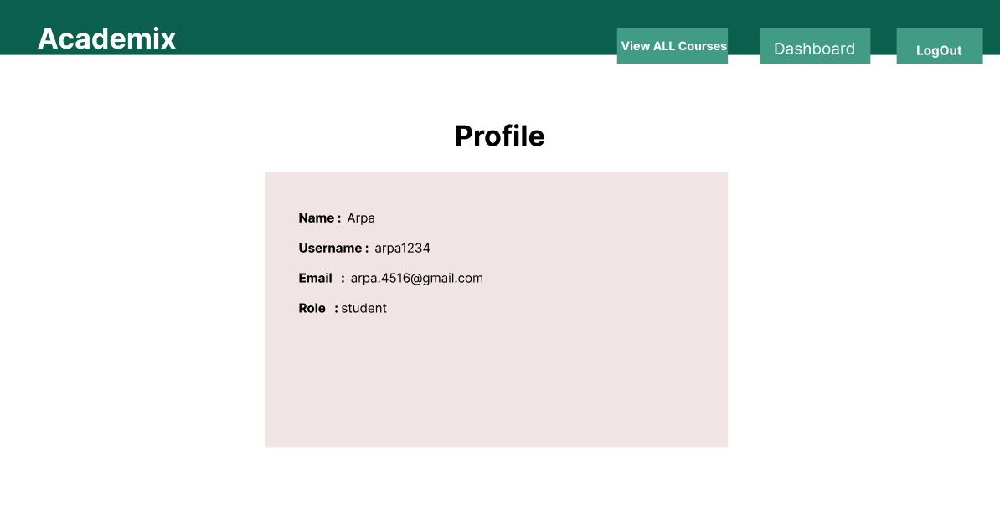 Academix
View ALL Courses
Dashboard
LogOut
Profile
Name : Arpa
Username : arpa1234
Email : arpa.4516@gmail.com
Role : student